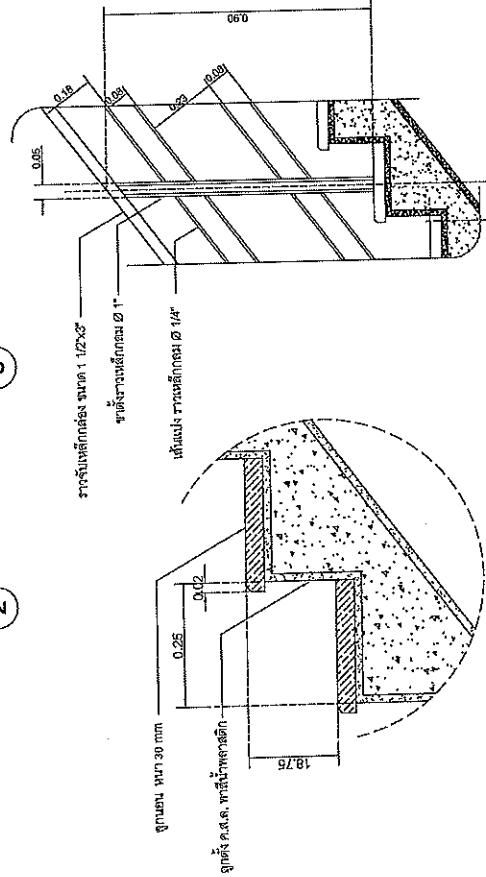 2
ราวจับเหล็กกล่อง ขนาด 1 1/2"x3"
ขาตั้งราวเหล็กกลม Ø 1"
เส้นแบ่ง ราวเหล็กกลม Ø 1/4"
0.05
0.18
0.08
0.23
0.08
0.90
ลูกนอน หนา 30 mm
ลูกตั้ง ค.ส.ล. ทาสีน้ำพลาสติก
0.25
0.02
18.75